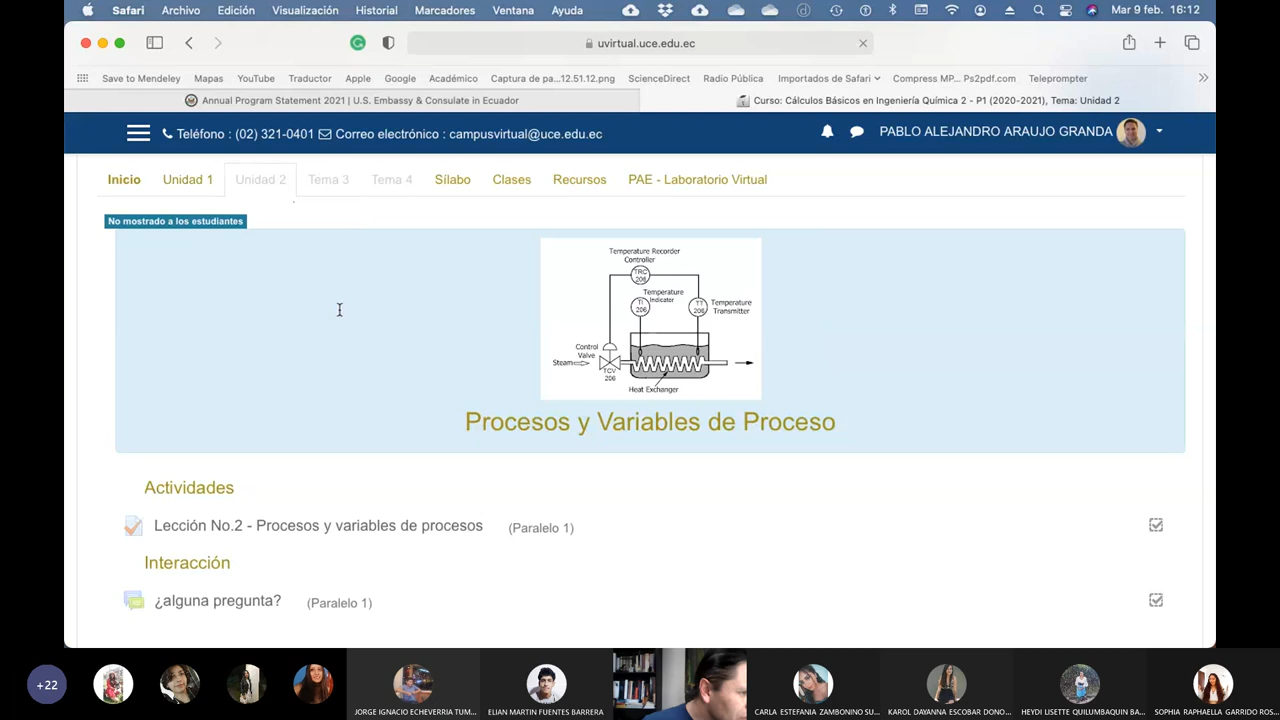 Safari Archivo Edición Visualización Historial Marcadores Ventana Ayuda Mar 9 feb. 16:12
uvirtual.uce.edu.ec
Save to Mendeley Mapas YouTube Traductor Apple Google Académico Captura de pa...12.51.12.png ScienceDirect Radio Pública Importados de Safari Compress MP... Ps2pdf.com Teleprompter
Annual Program Statement 2021 | U.S. Embassy & Consulate in Ecuador
Curso: Cálculos Básicos en Ingeniería Química 2 - P1 (2020-2021), Tema: Unidad 2
Teléfono : (02) 321-0401 Correo electrónico : campusvirtual@uce.edu.ec PABLO ALEJANDRO ARAUJO GRANDA
Inicio Unidad 1 Unidad 2 Tema 3 Tema 4 Sílabo Clases Recursos PAE - Laboratorio Virtual
No mostrado a los estudiantes
Temperature Recorder
Controller
TRC
206
Temperature
Indicator
TI
206
TT
206
Temperature
Transmitter
Control
Valve
Steam
TCV
206
Heat Exchanger
Procesos y Variables de Proceso
Actividades
Lección No.2 - Procesos y variables de procesos (Paralelo 1)
Interacción
¿alguna pregunta? (Paralelo 1)
+22
JORGE IGNACIO ECHEVERRIA TUM...
ELIAN MARTIN FUENTES BARRERA
CARLA ESTEFANIA ZAMBONINO SU...
KAROL DAYANNA ESCOBAR DONO...
HEYDI LISETTE QUILUMBAQUIN BA...
SOPHIA RAPHAELLA GARRIDO ROS...